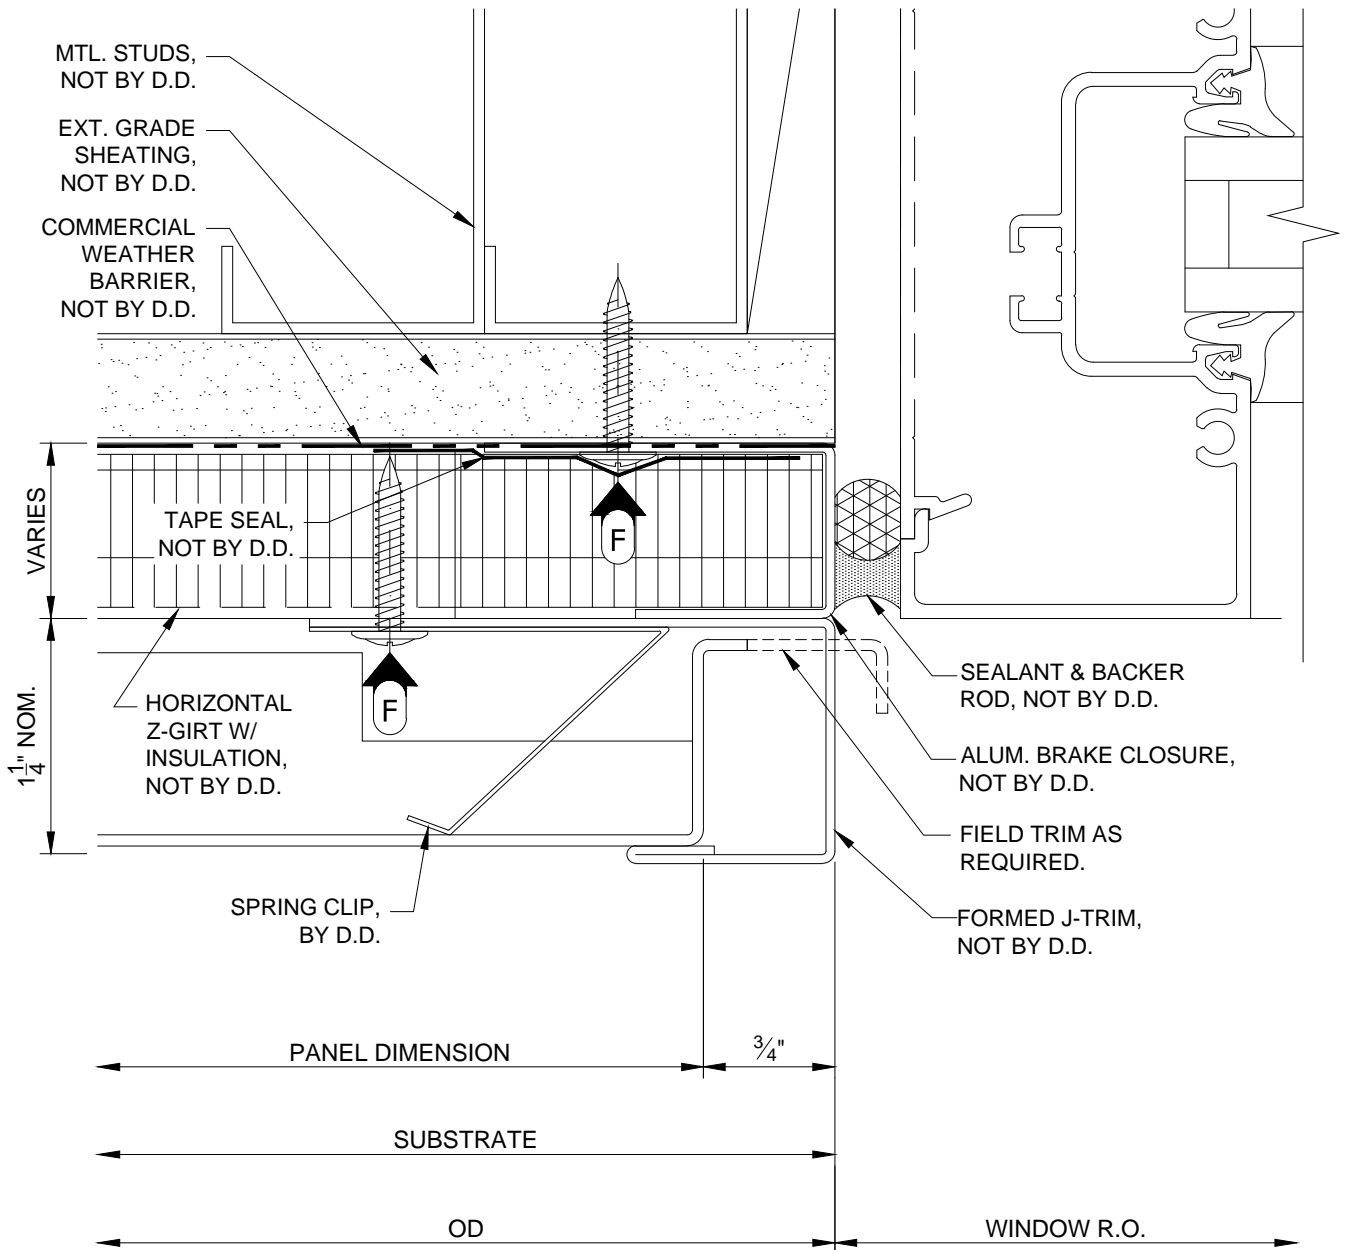 MTL. STUDS,
NOT BY D.D.
EXT. GRADE
SHEATING,
NOT BY D.D.
COMMERCIAL
WEATHER
BARRIER,
NOT BY D.D.
VARIES
TAPE SEAL,
NOT BY D.D.
F
F
1 1/4" NOM.
HORIZONTAL
Z-GIRT W/
INSULATION,
NOT BY D.D.
SPRING CLIP,
BY D.D.
SEALANT & BACKER
ROD, NOT BY D.D.
ALUM. BRAKE CLOSURE,
NOT BY D.D.
FIELD TRIM AS
REQUIRED.
FORMED J-TRIM,
NOT BY D.D.
PANEL DIMENSION
3/4"
SUBSTRATE
OD
WINDOW R.O.